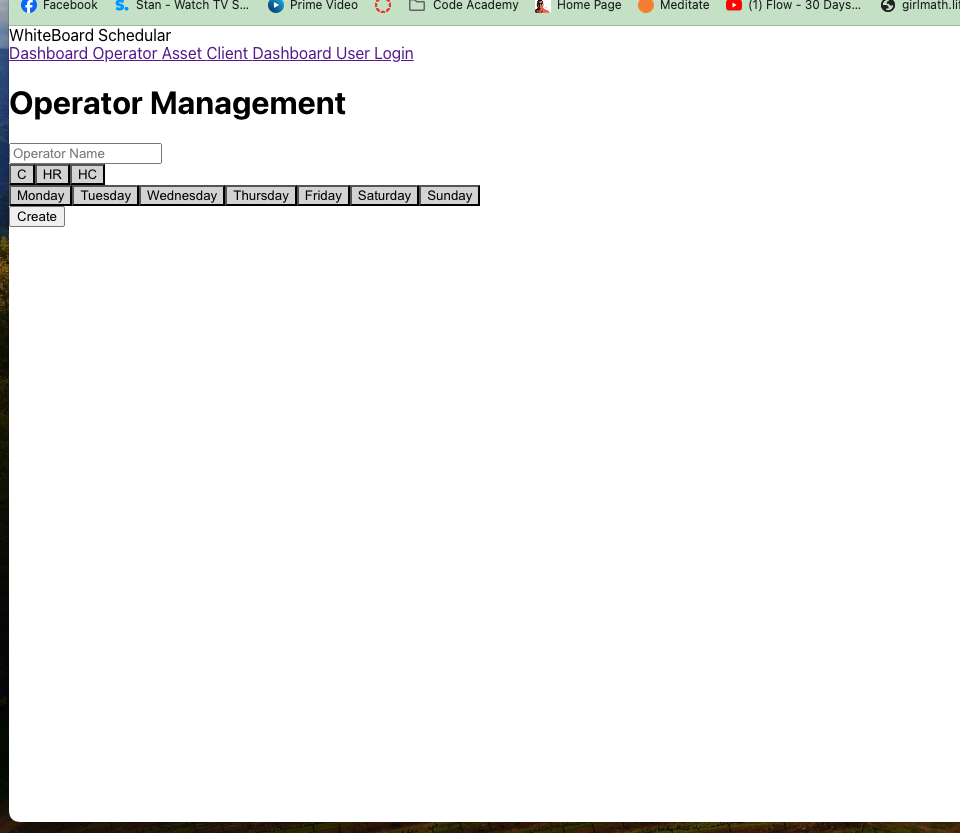 Facebook Stan - Watch TV S... Prime Video Code Academy Home Page Meditate (1) Flow - 30 Days... girlmath.lif
WhiteBoard Schedular
Dashboard Operator Asset Client Dashboard User Login
Operator Management
Operator Name
C HR HC
Monday Tuesday Wednesday Thursday Friday Saturday Sunday
Create